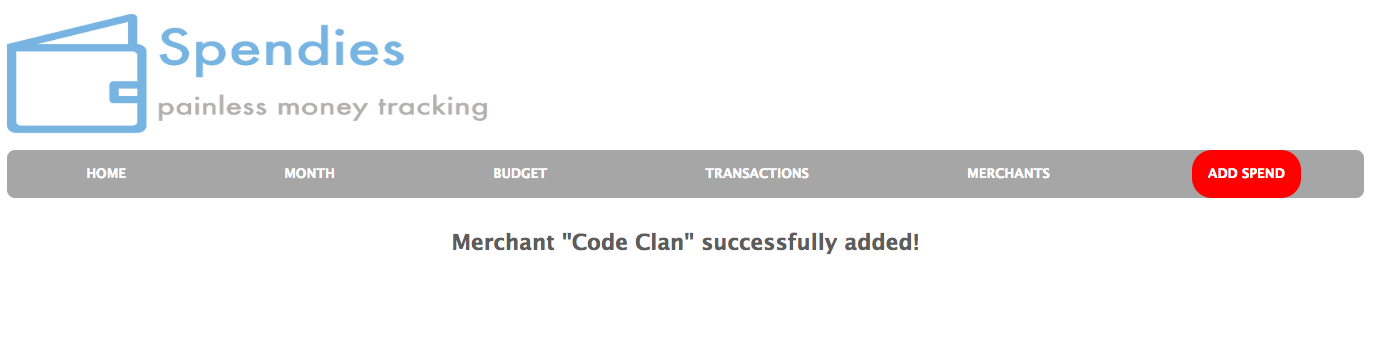 Spendies
painless money tracking
HOME MONTH BUDGET TRANSACTIONS MERCHANTS ADD SPEND
Merchant "Code Clan" successfully added!